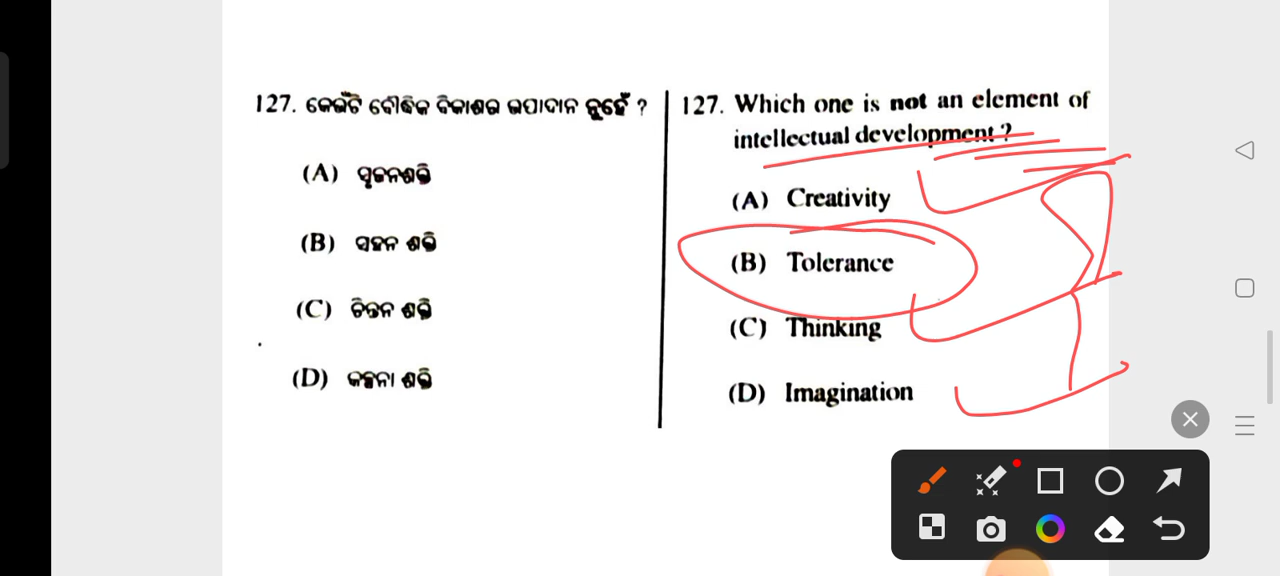 127. କେଉଁଟି ବୌଦ୍ଧିକ ବିକାଶର ଉପାଦାନ ନୁହେଁ ?
(A) ସୃଜନଶକ୍ତି
(B) ସହନ ଶକ୍ତି
(C) ଚିନ୍ତନ ଶକ୍ତି
(D) କଳ୍ପନା ଶକ୍ତି
127. Which one is not an element of
intellectual development ?
(A) Creativity
(B) Tolerance
(C) Thinking
(D) Imagination